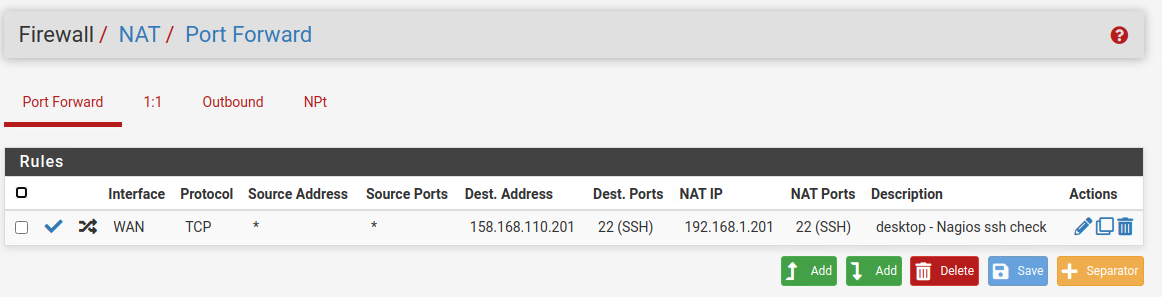 Firewall / NAT / Port Forward
Port Forward 1:1 Outbound NPt
Rules
Interface Protocol Source Address Source Ports Dest. Address Dest. Ports NAT IP NAT Ports Description Actions
WAN TCP * * 158.168.110.201 22 (SSH) 192.168.1.201 22 (SSH) desktop - Nagios ssh check
Add Add Delete Save Separator